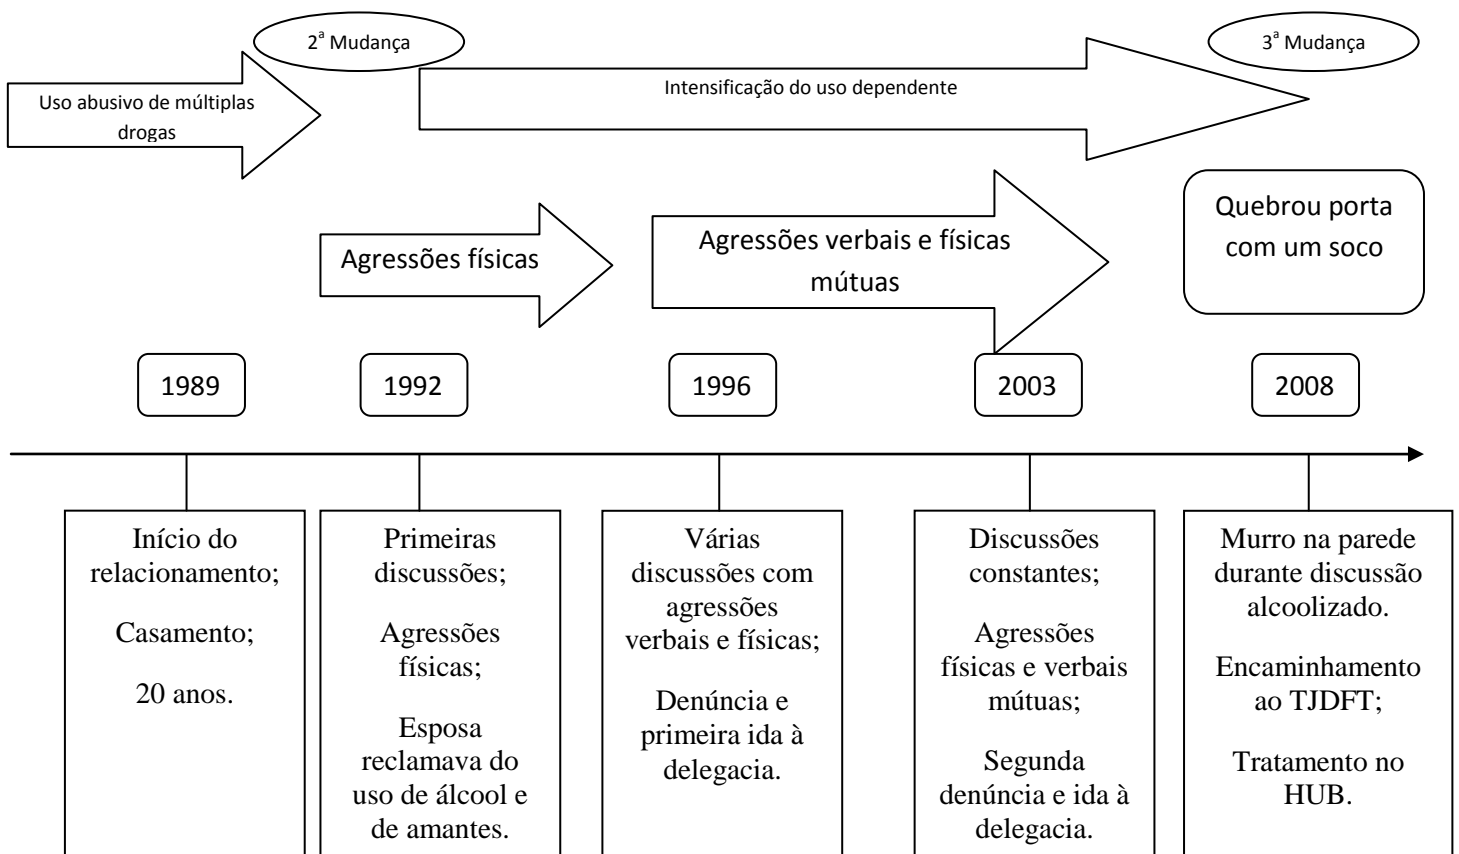 2ª Mudança
3ª Mudança
Uso abusivo de múltiplas
drogas
Intensificação do uso dependente
Agressões físicas
Agressões verbais e físicas
mútuas
Quebrou porta
com um soco
1989
1992
1996
2003
2008
Início do
relacionamento;
Casamento;
20 anos.
Primeiras
discussões;
Agressões
físicas;
Esposa
reclamava do
uso de álcool e
de amantes.
Várias
discussões com
agressões
verbais e físicas;
Denúncia e
primeira ida à
delegacia.
Discussões
constantes;
Agressões
físicas e verbais
mútuas;
Segunda
denúncia e ida à
delegacia.
Murro na parede
durante discussão
alcoolizado.
Encaminhamento
ao TJDFT;
Tratamento no
HUB.